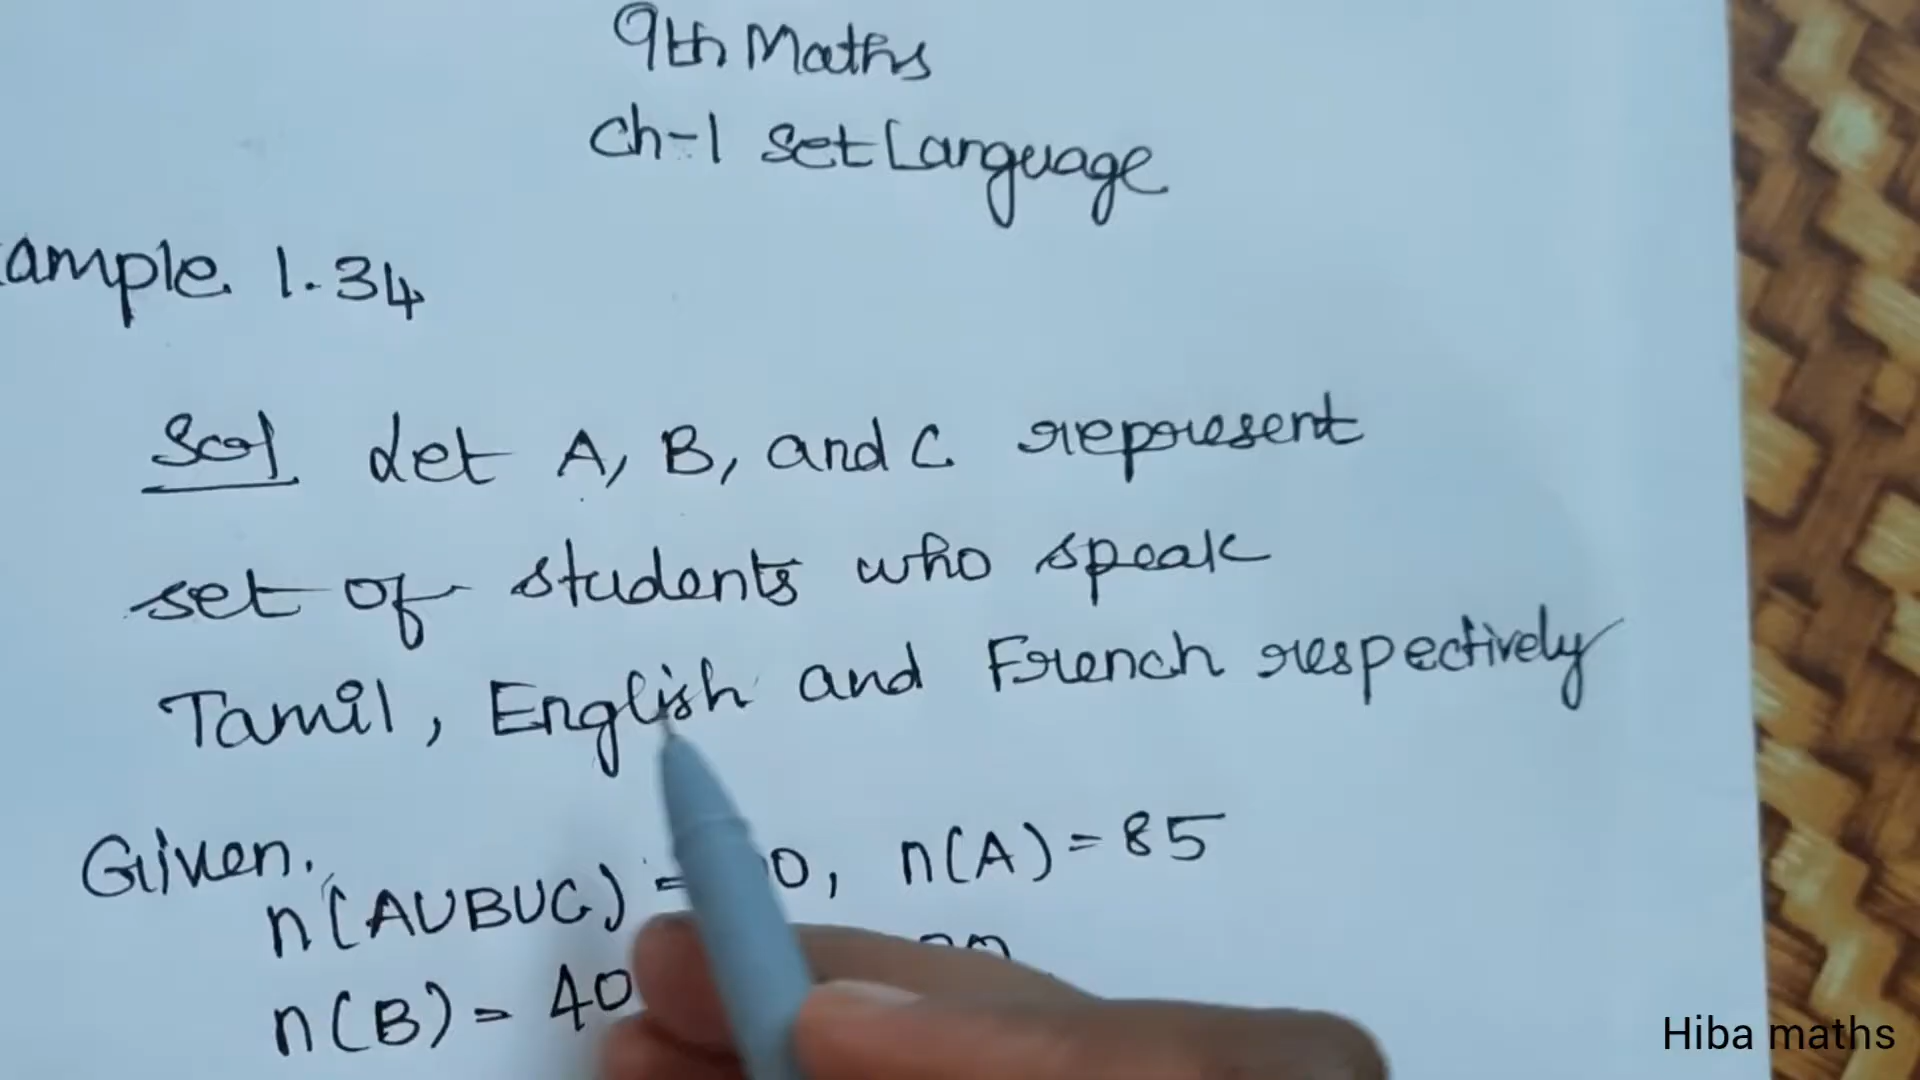 9th Maths
Ch-1 Set Language
ample 1.34
Sol Let A, B, and C represent
set of students who speak
Tamil, English and French respectively
Given.
n(AUBUC) = 0, n(A) = 85
n(B) = 40
Hiba maths